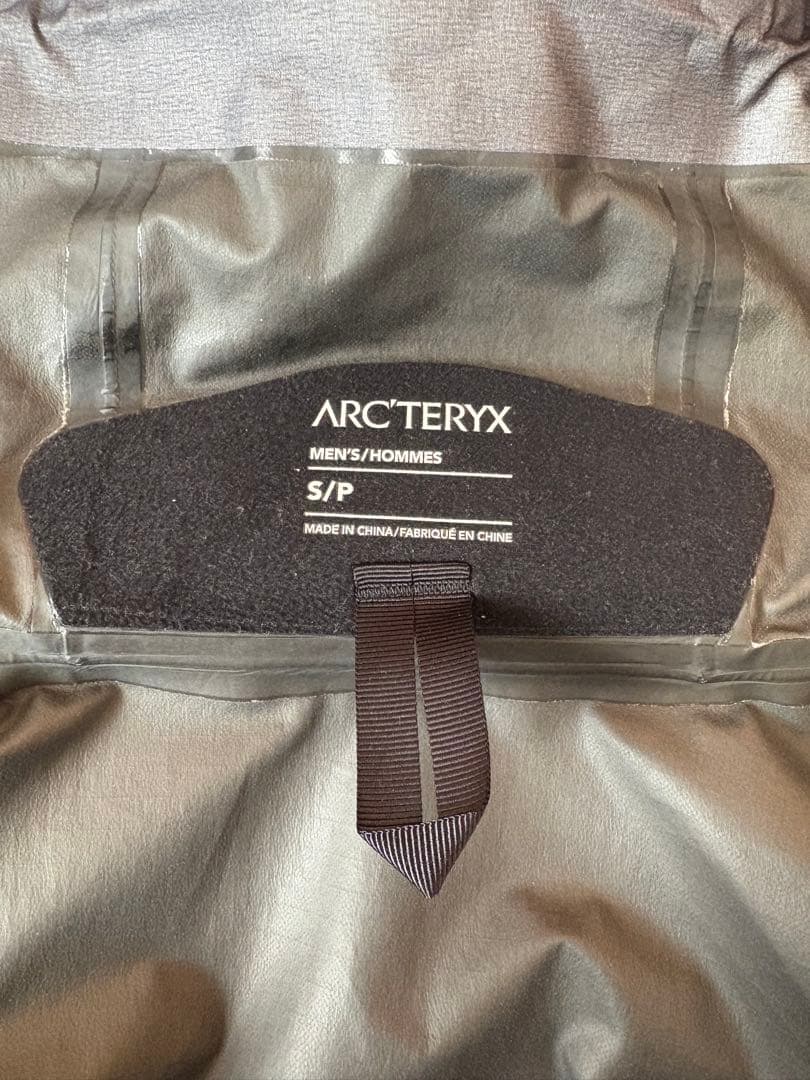 ARC'TERYX
MEN'S/HOMMES
S/P
MADE IN CHINA/FABRIQUÉ EN CHINE